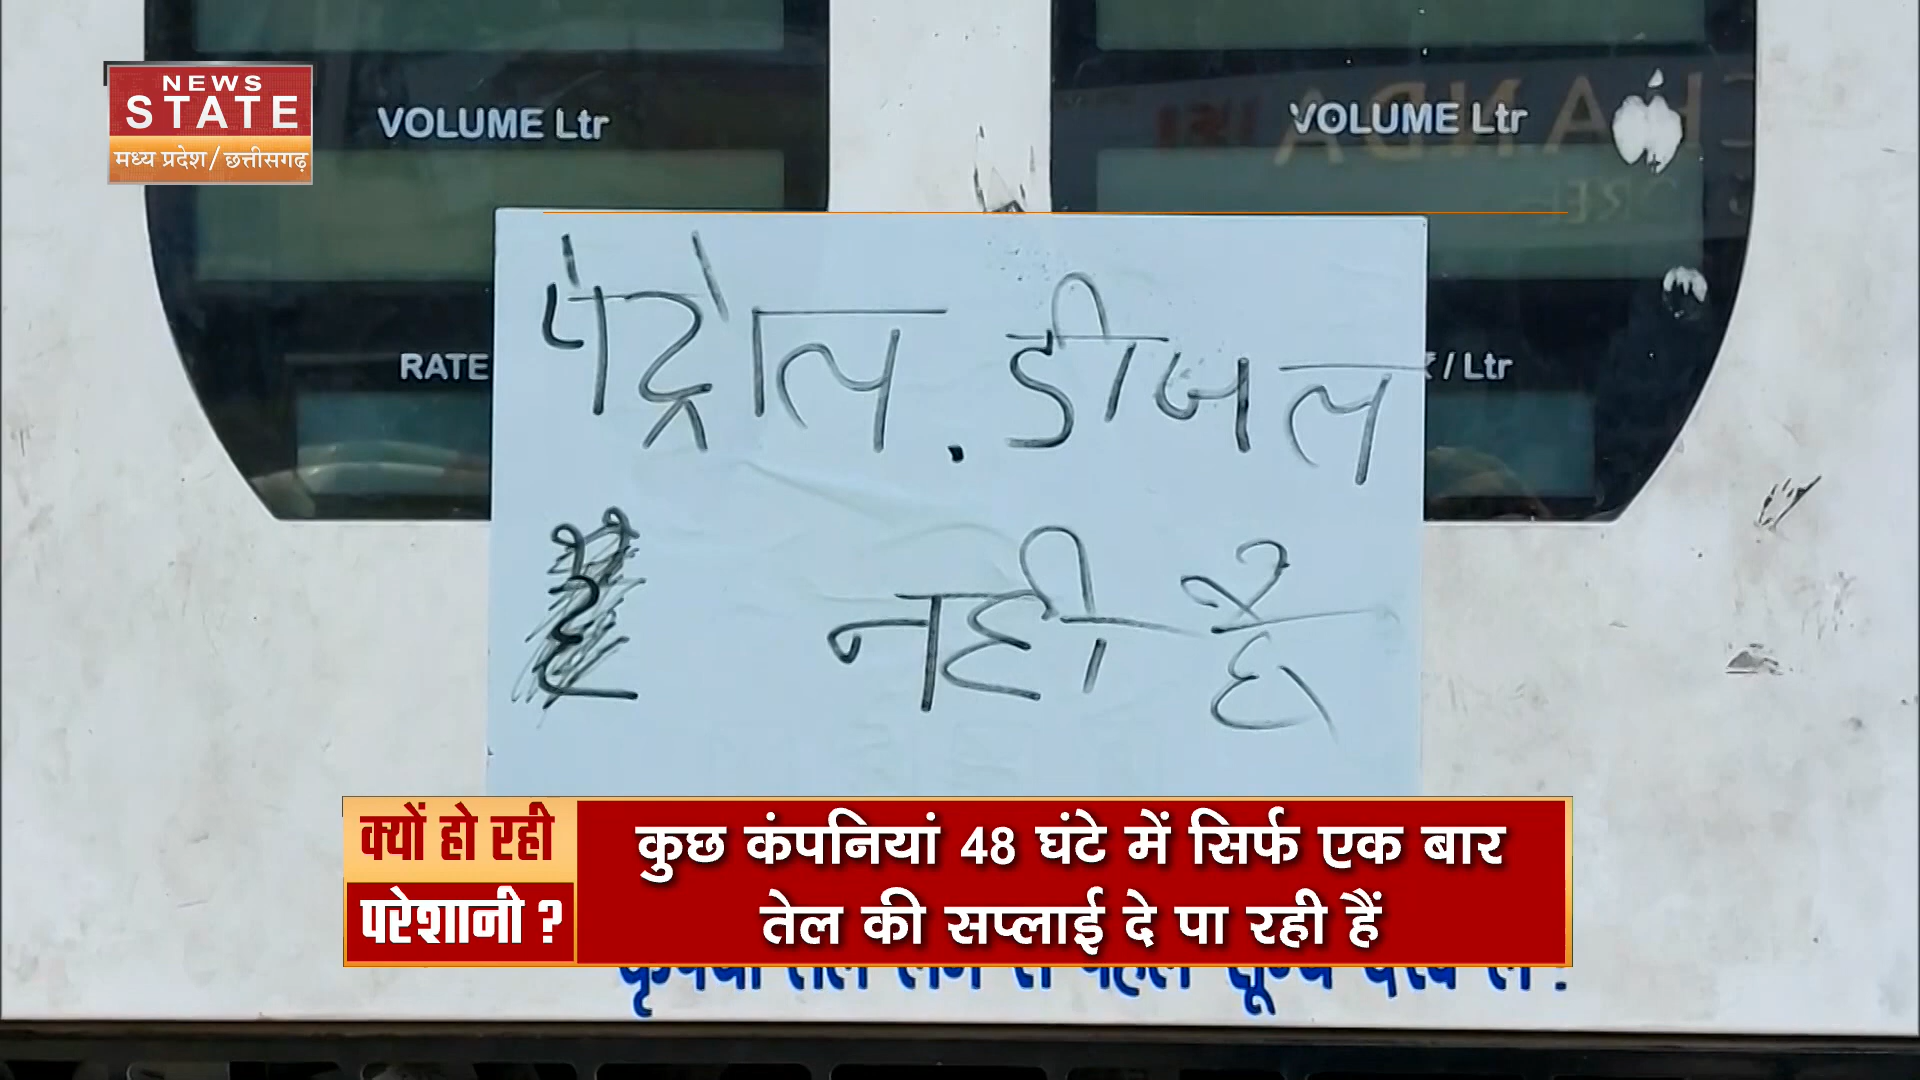 NEWS
STATE
मध्य प्रदेश/छत्तीसगढ़
VOLUME Ltr
VOLUME Ltr
RATE
/ Ltr
पेट्रोल . डीजल
नही है
क्यों हो रही
परेशानी ?
कुछ कंपनियां 48 घंटे में सिर्फ एक बार
तेल की सप्लाई दे पा रही हैं